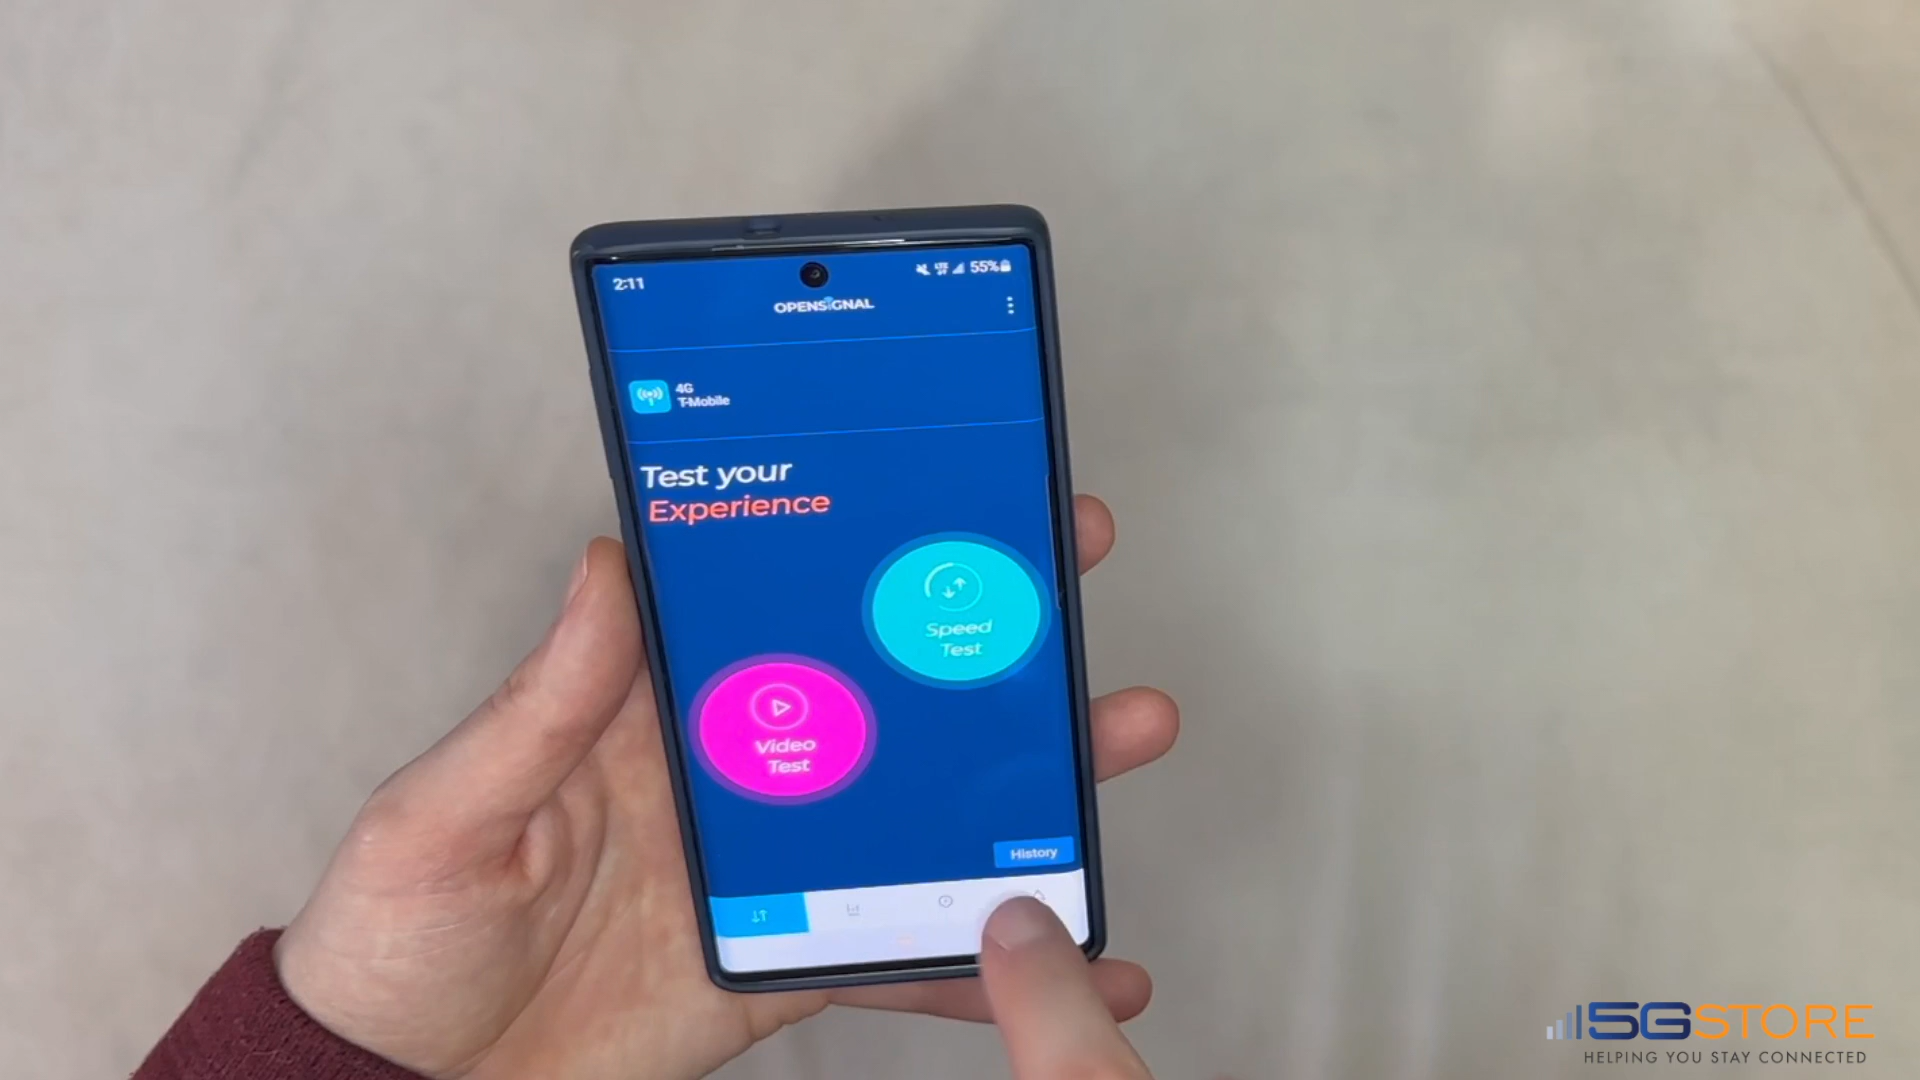 2:11
LTE
55%
OPENSIGNAL
4G
T-Mobile
Test your
Experience
Speed
Test
Video
Test
History
5GSTORE
HELPING YOU STAY CONNECTED